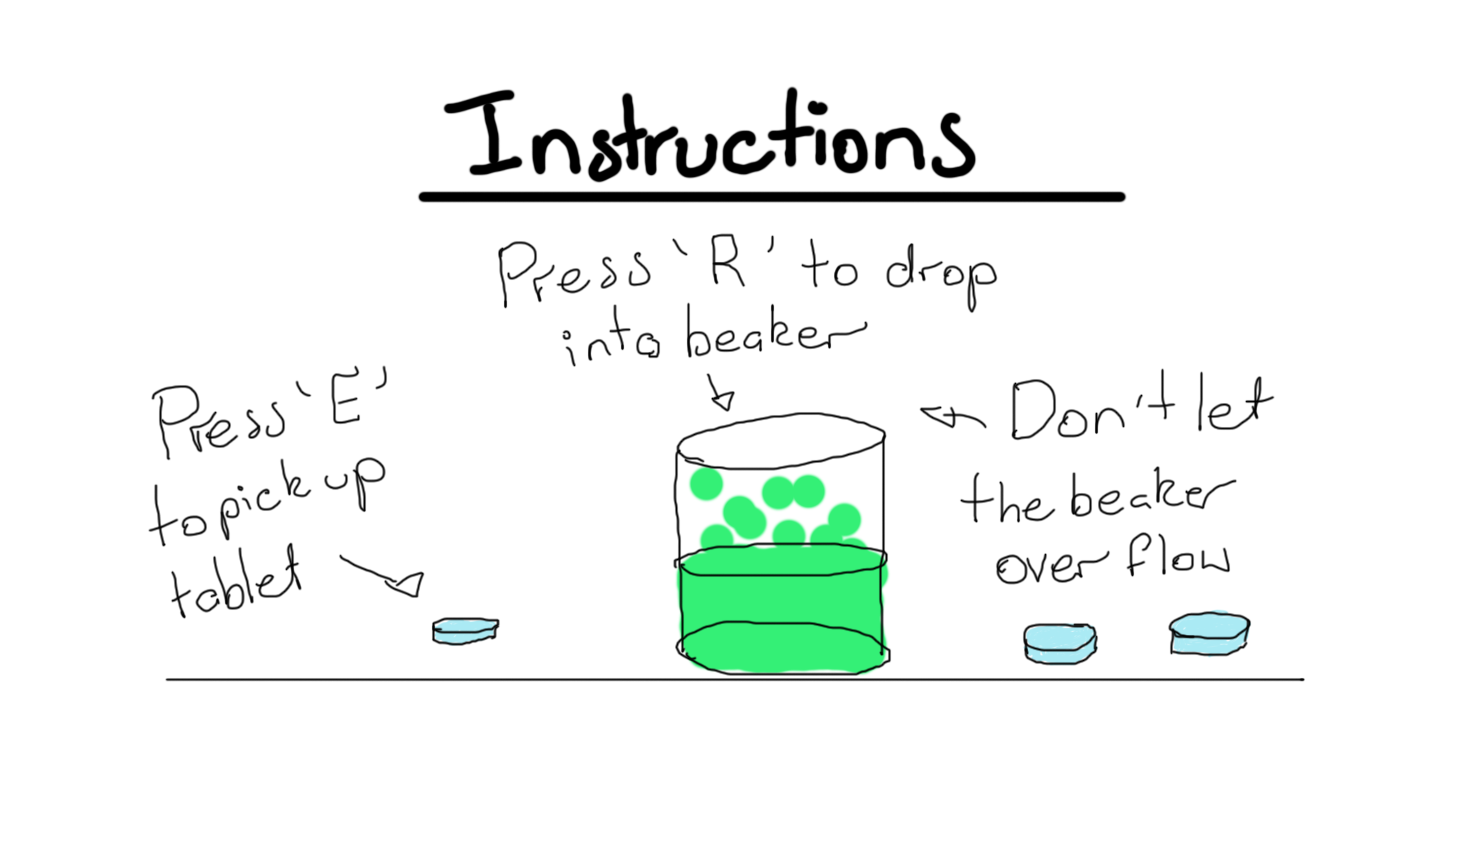 Instructions
Press 'R' to drop
into beaker
Press 'E'
to pick up
tablet
Don't let
the beaker
over flow